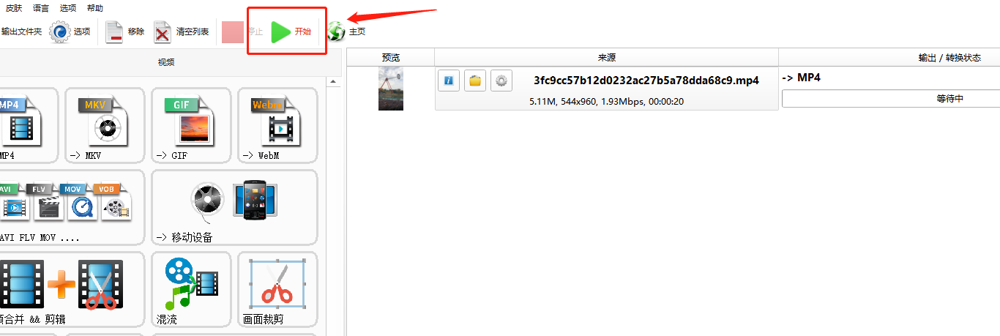 皮肤 语言 选项 帮助
输出文件夹 选项 移除 清空列表 停止 开始 主页
视频
预览 来源 输出 / 转换状态
3fc9cc57b12d0232ac27b5a78dda68c9.mp4
-> MP4
5.11M, 544x960, 1.93Mbps, 00:00:20
等待中
MP4 MKV GIF WebM
MP4 -> MKV -> GIF -> WebM
AVI FLV MOV VOB
AVI FLV MOV ....
-> 移动设备
合并 && 剪辑
混流
画面裁剪